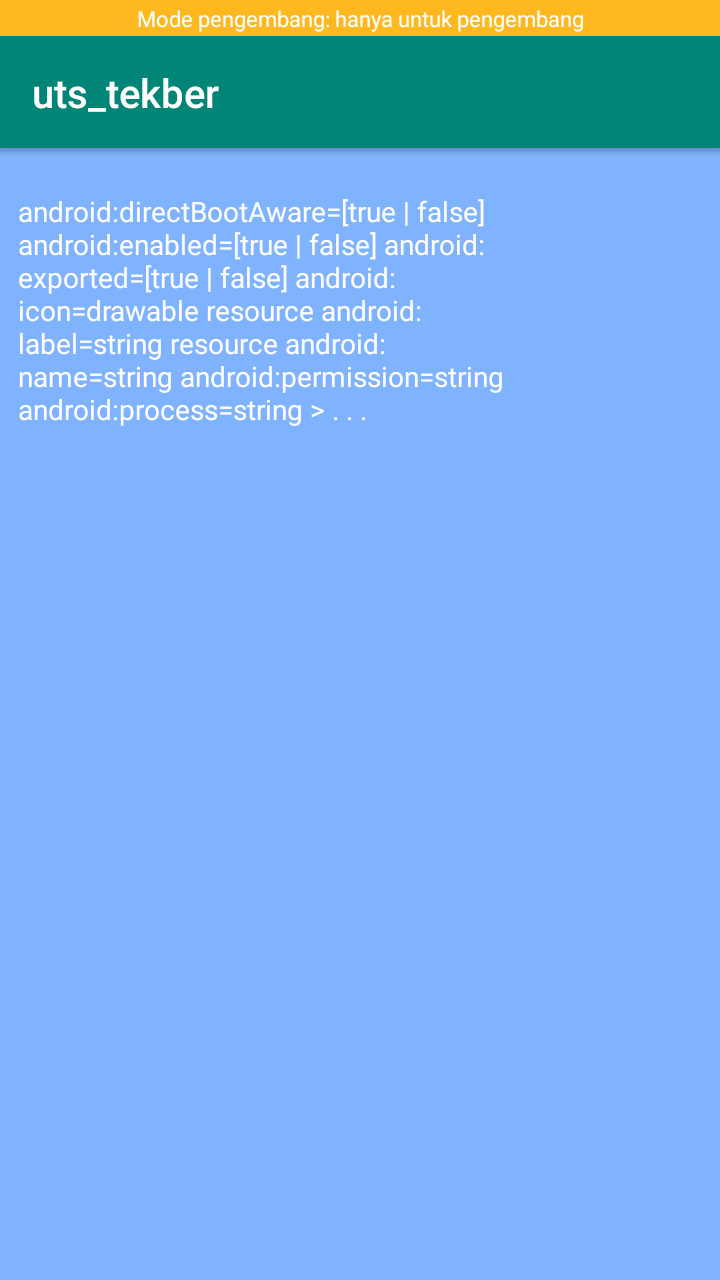 Mode pengembang: hanya untuk pengembang
uts_tekber
android:directBootAware=[true | false]
android:enabled=[true | false] android:
exported=[true | false] android:
icon=drawable resource android:
label=string resource android:
name=string android:permission=string
android:process=string > . . .